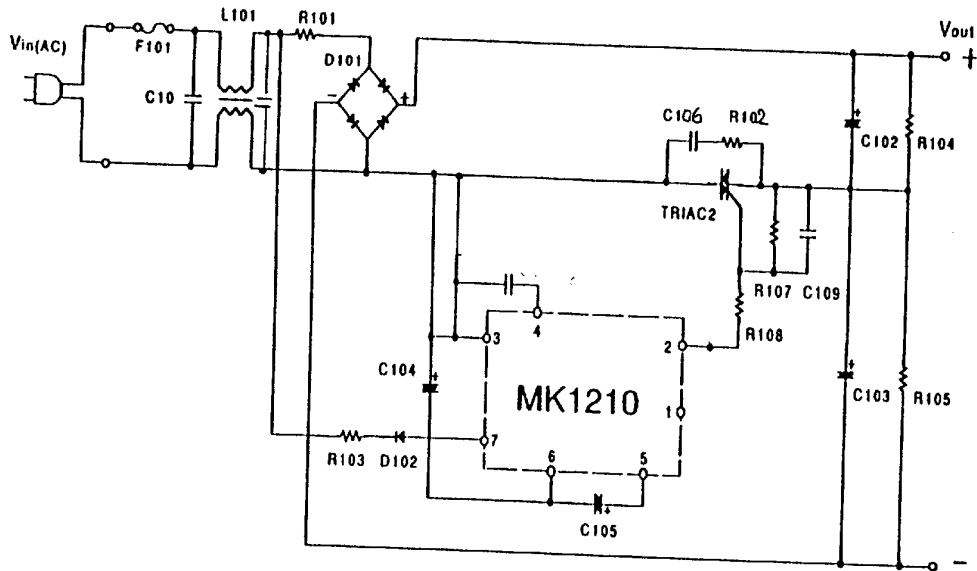 L101
R101
Vin(AC)
F101
D101
Vout
+
C10
-
+
C106
R102
+
C102
R104
TRIAC2
R107
C109
R108
3
4
2
C104
+
MK1210
1
+
C103
R105
7
R103
D102
6
5
+
C105
-